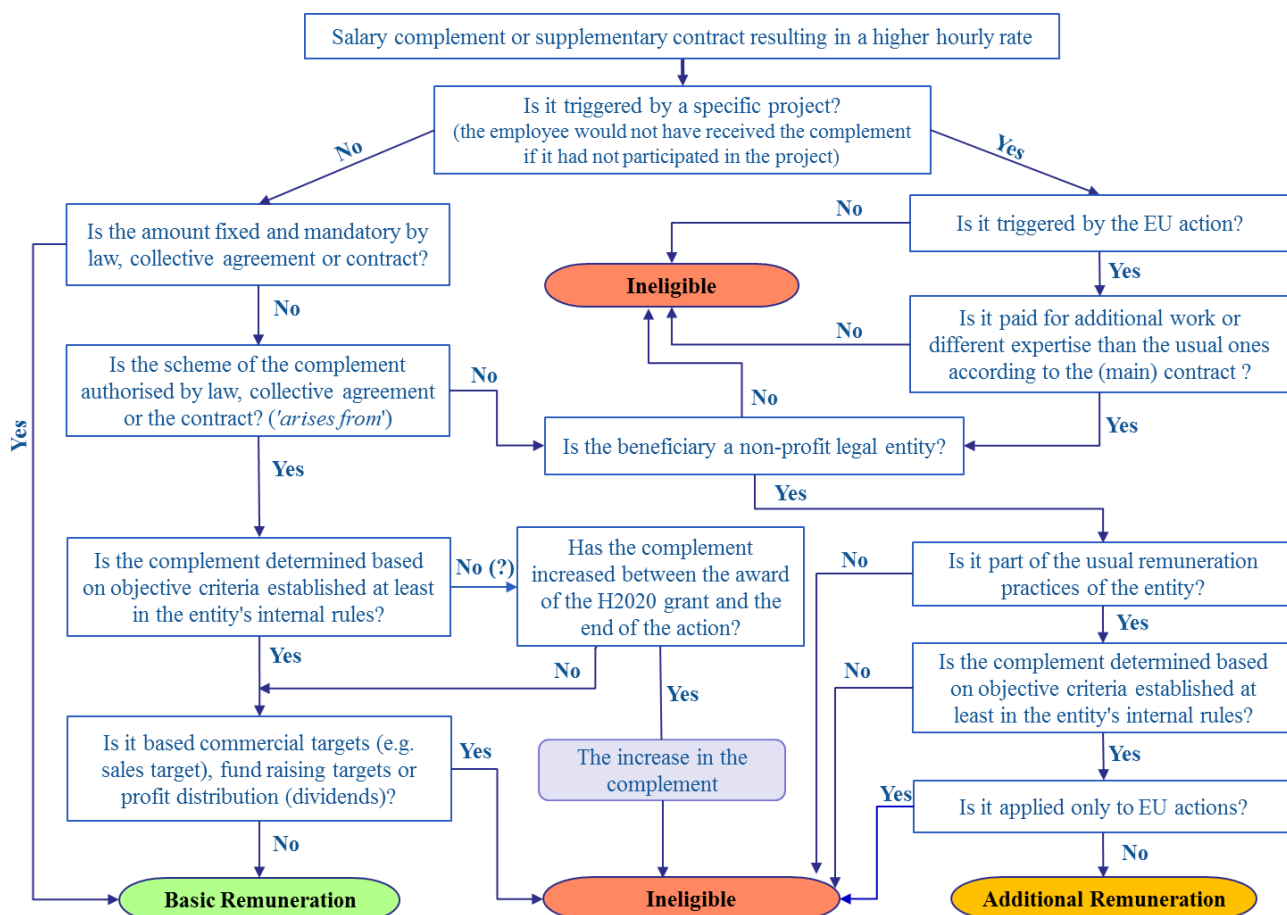 Salary complement or supplementary contract resulting in a higher hourly rate
Is it triggered by a specific project?
(the employee would not have received the complement
if it had not participated in the project)
No
Yes
Is the amount fixed and mandatory by
law, collective agreement or contract?
No
Is it triggered by the EU action?
Ineligible
Yes
No
No
Is it paid for additional work or
different expertise than the usual ones
according to the (main) contract ?
Is the scheme of the complement
authorised by law, collective agreement
or the contract? ('arises from')
No
No
Yes
Yes
Is the beneficiary a non-profit legal entity?
Yes
Yes
Is the complement determined based
on objective criteria established at least
in the entity's internal rules?
No (?)
Has the complement
increased between the award
of the H2020 grant and the
end of the action?
No
Is it part of the usual remuneration
practices of the entity?
Yes
Yes
No
Yes
No
Is the complement determined based
on objective criteria established at
least in the entity's internal rules?
Is it based commercial targets (e.g.
sales target), fund raising targets or
profit distribution (dividends)?
Yes
The increase in the
complement
Yes
Yes
Is it applied only to EU actions?
No
No
Basic Remuneration
Ineligible
Additional Remuneration